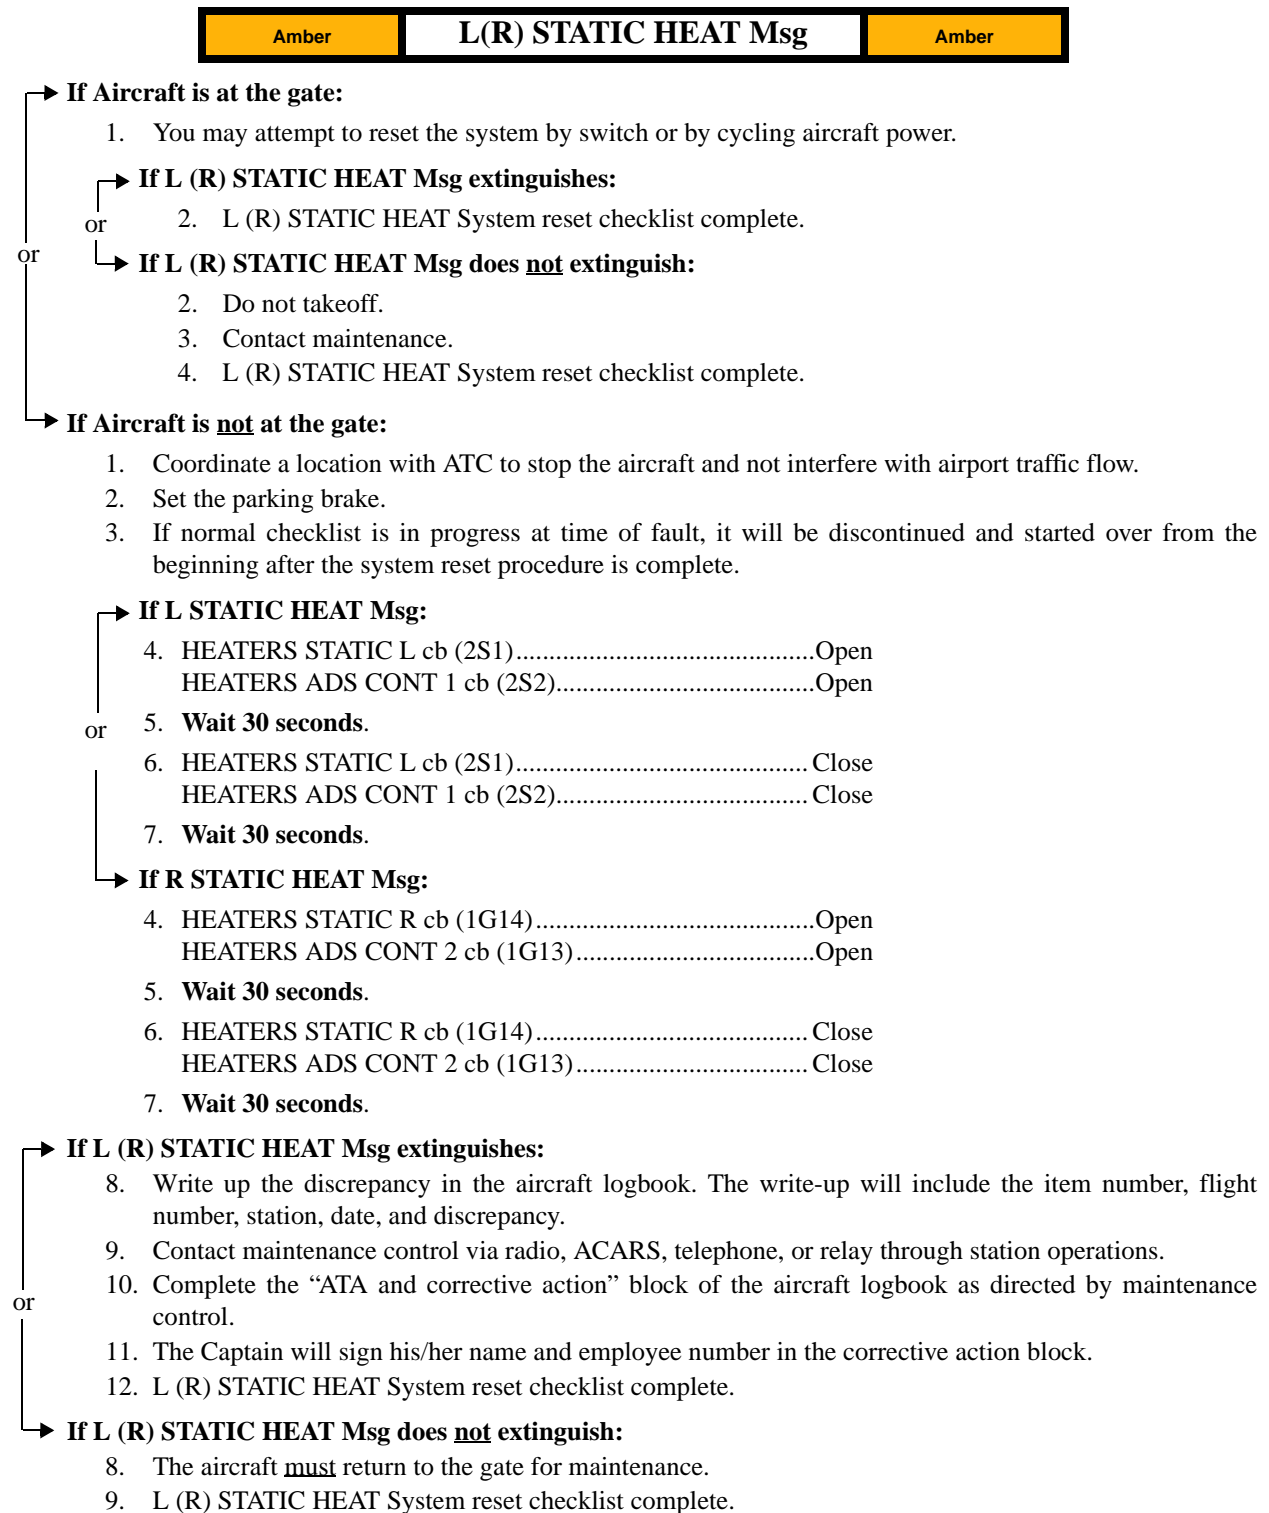 Amber L(R) STATIC HEAT Msg Amber
If Aircraft is at the gate:
1. You may attempt to reset the system by switch or by cycling aircraft power.
If L (R) STATIC HEAT Msg extinguishes:
or
2. L (R) STATIC HEAT System reset checklist complete.
or
If L (R) STATIC HEAT Msg does not extinguish:
2. Do not takeoff.
3. Contact maintenance.
4. L (R) STATIC HEAT System reset checklist complete.
If Aircraft is not at the gate:
1. Coordinate a location with ATC to stop the aircraft and not interfere with airport traffic flow.
2. Set the parking brake.
3. If normal checklist is in progress at time of fault, it will be discontinued and started over from the
beginning after the system reset procedure is complete.
If L STATIC HEAT Msg:
4. HEATERS STATIC L cb (2S1).............................................Open
HEATERS ADS CONT 1 cb (2S2).......................................Open
or
5. Wait 30 seconds.
6. HEATERS STATIC L cb (2S1)............................................Close
HEATERS ADS CONT 1 cb (2S2)......................................Close
7. Wait 30 seconds.
If R STATIC HEAT Msg:
4. HEATERS STATIC R cb (1G14)..........................................Open
HEATERS ADS CONT 2 cb (1G13)....................................Open
5. Wait 30 seconds.
6. HEATERS STATIC R cb (1G14).........................................Close
HEATERS ADS CONT 2 cb (1G13)...................................Close
7. Wait 30 seconds.
If L (R) STATIC HEAT Msg extinguishes:
8. Write up the discrepancy in the aircraft logbook. The write-up will include the item number, flight
number, station, date, and discrepancy.
9. Contact maintenance control via radio, ACARS, telephone, or relay through station operations.
10. Complete the “ATA and corrective action” block of the aircraft logbook as directed by maintenance
or
control.
11. The Captain will sign his/her name and employee number in the corrective action block.
12. L (R) STATIC HEAT System reset checklist complete.
If L (R) STATIC HEAT Msg does not extinguish:
8. The aircraft must return to the gate for maintenance.
9. L (R) STATIC HEAT System reset checklist complete.